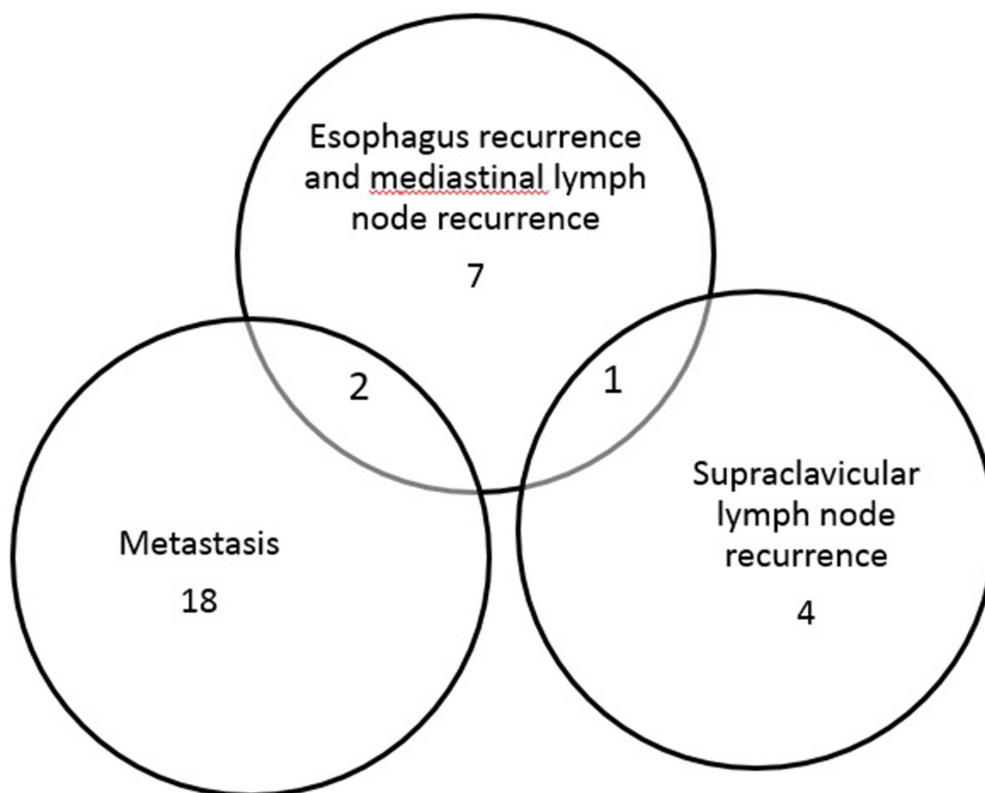 Esophagus recurrence
and mediastinal lymph
node recurrence
7
2
1
Supraclavicular
lymph node
recurrence
4
Metastasis
18